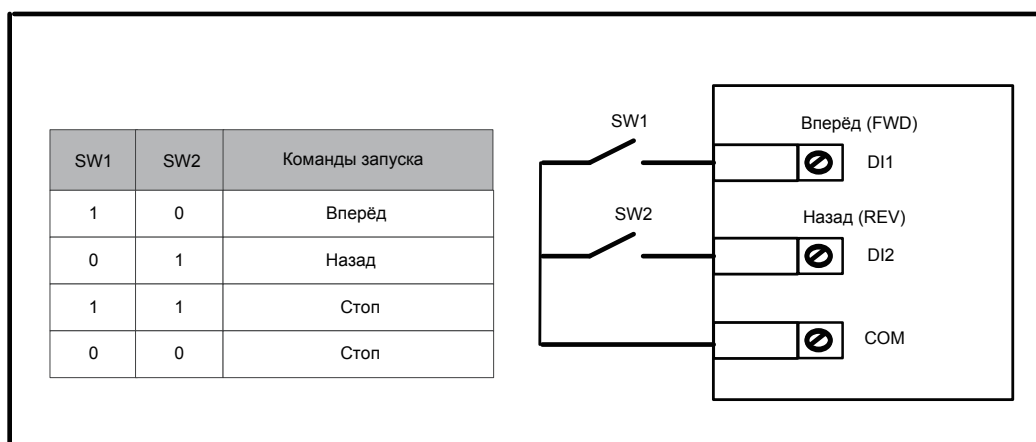 SW1 SW2 Команды запуска
1 0 Вперёд
0 1 Назад
1 1 Стоп
0 0 Стоп
SW1
Вперёд (FWD)
DI1
SW2
Назад (REV)
DI2
COM